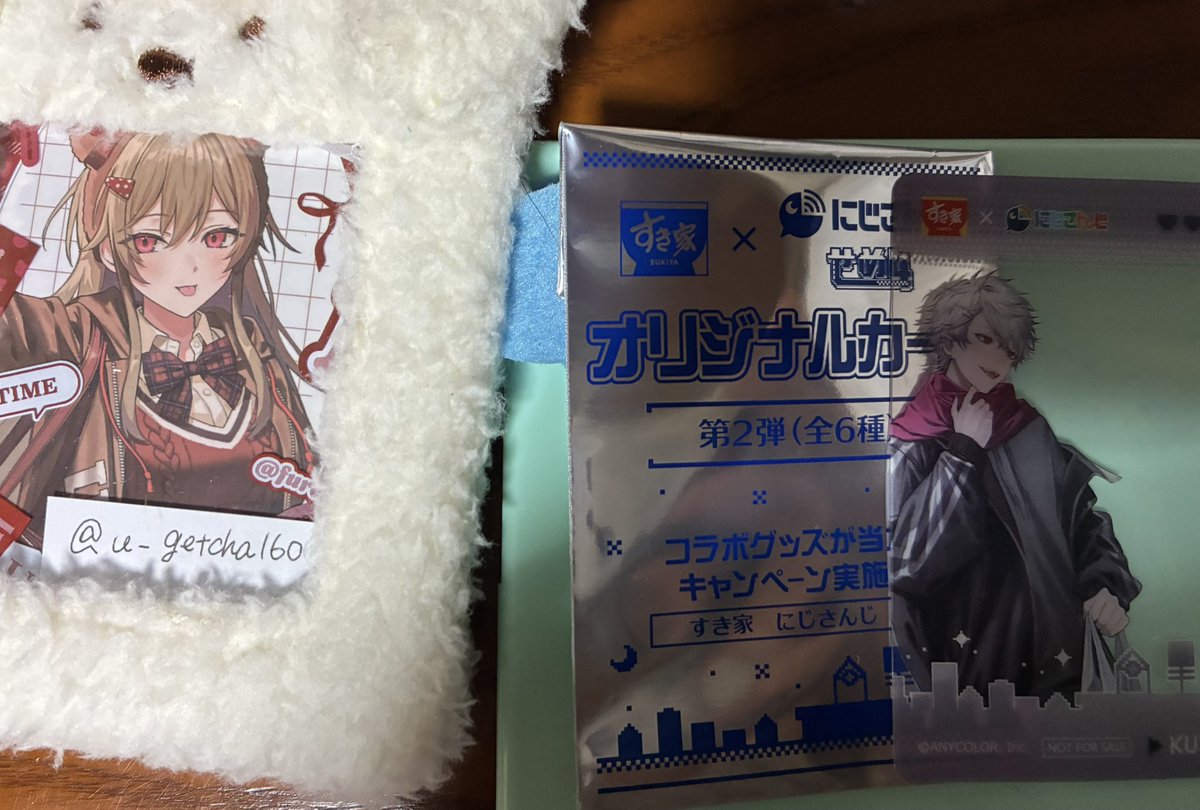 TIME
@fur
@u_getcha160
すき家
SUKIYA
×
にじさ
オリジナルカー
第2弾(全6種)
コラボグッズが当
キャンペーン実施
すき家 にじさんじ
すき家
×
にじさんじ
©ANYCOLOR, Inc.
NOT FOR SALE
KU